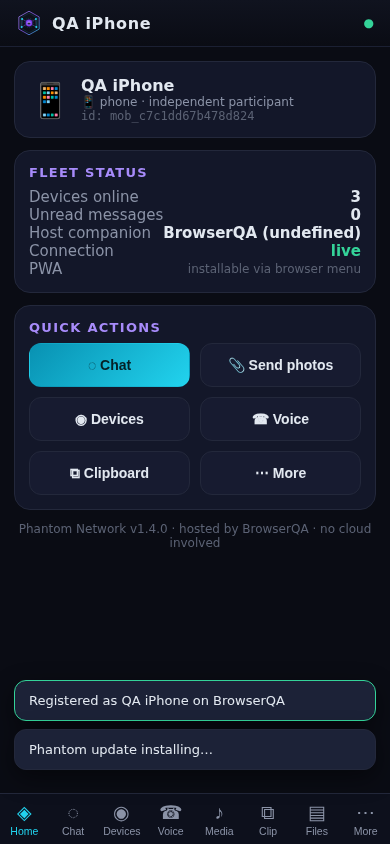 QA iPhone
QA iPhone
phone · independent participant
id: mob_c7c1dd67b478d824
FLEET STATUS
Devices online 3
Unread messages 0
Host companion BrowserQA (undefined)
Connection live
PWA installable via browser menu
QUICK ACTIONS
Chat
Send photos
Devices
Voice
Clipboard
More
Phantom Network v1.4.0 · hosted by BrowserQA · no cloud
involved
Registered as QA iPhone on BrowserQA
Phantom update installing…
Home Chat Devices Voice Media Clip Files More